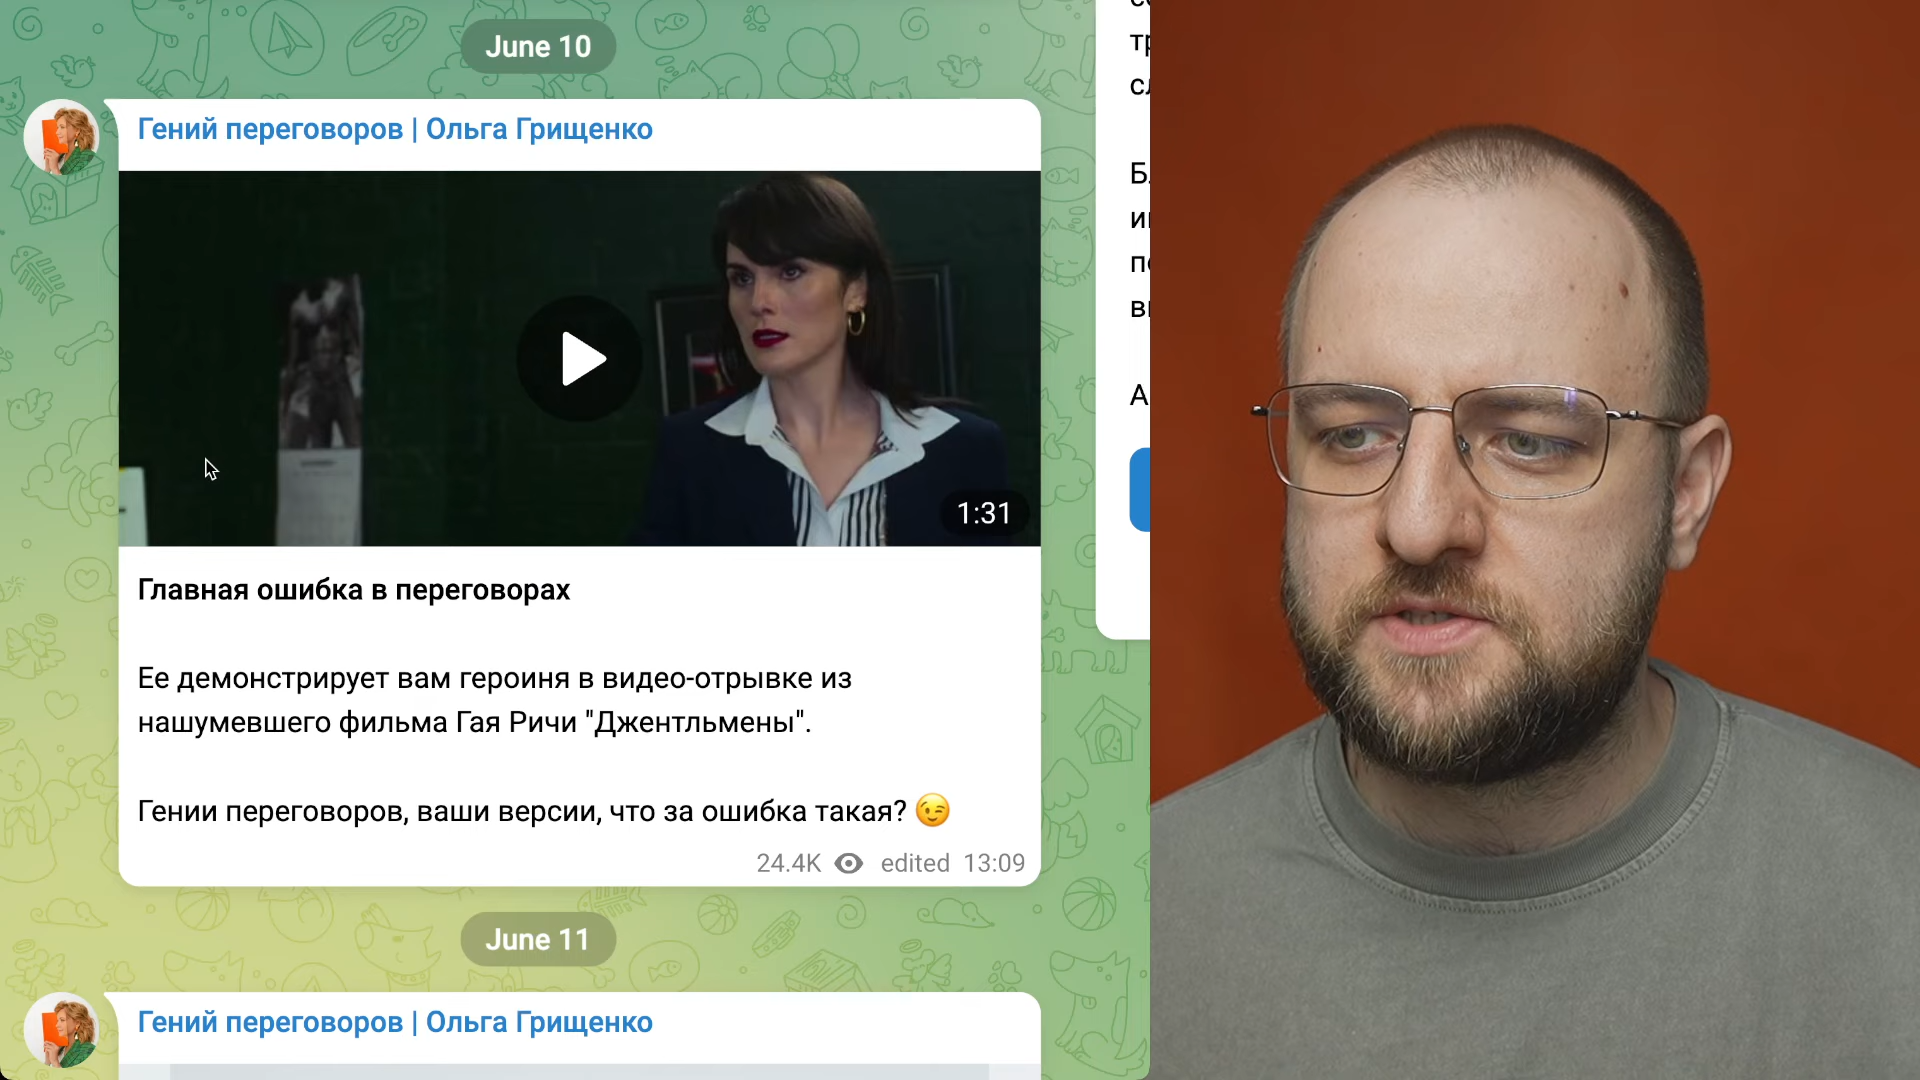 June 10
Гений переговоров | Ольга Грищенко
1:31
Главная ошибка в переговорах
Ее демонстрирует вам героиня в видео-отрывке из
нашумевшего фильма Гая Ричи "Джентльмены".
Гении переговоров, ваши версии, что за ошибка такая? 😉
24.4K edited 13:09
June 11
Гений переговоров | Ольга Грищенко